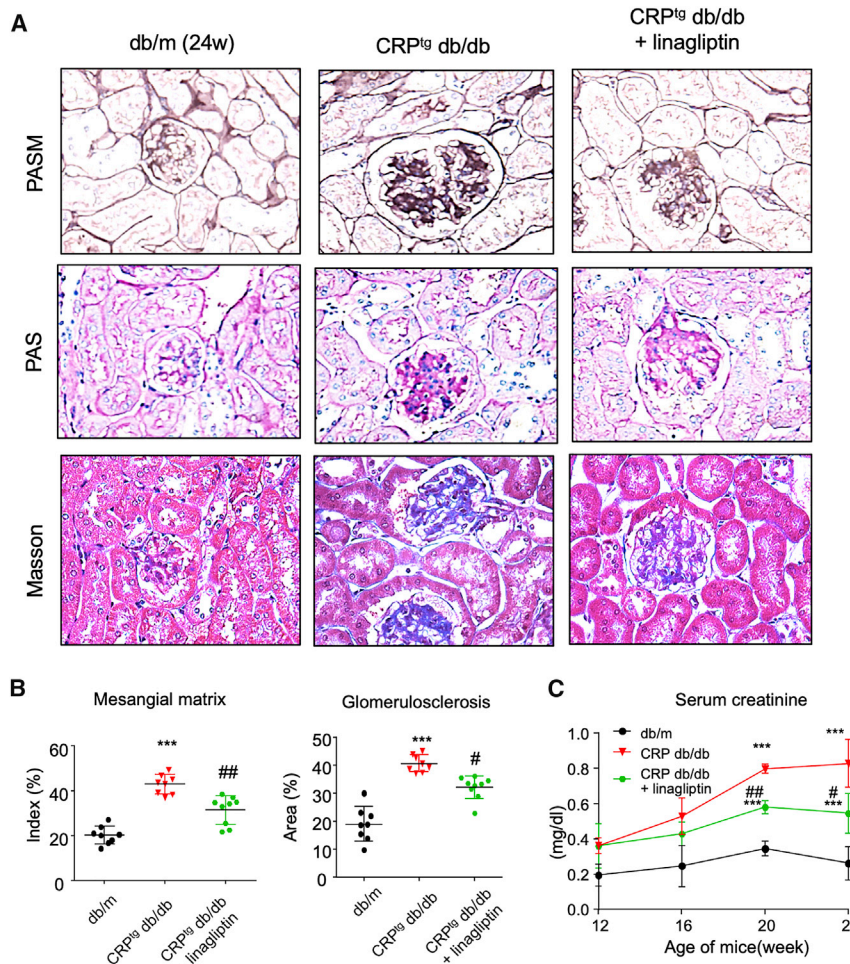 A
db/m (24w)
CRPtg db/db
CRPtg db/db
+ linagliptin
PASM
PAS
Masson
B
Mesangial matrix
Index (%)
60
40
20
0
***
##
db/m
CRPtg db/db
CRPtg db/db
linagliptin
Glomerulosclerosis
Area (%)
50
40
30
20
10
0
***
#
db/m
CRPtg db/db
CRPtg db/db
+ linagliptin
C
Serum creatinine
db/m
CRP db/db
CRP db/db
+ linagliptin
(mg/dl)
1.0
0.8
0.6
0.4
0.2
0.0
***
***
##
***
#
***
12
16
20
2
Age of mice(week)